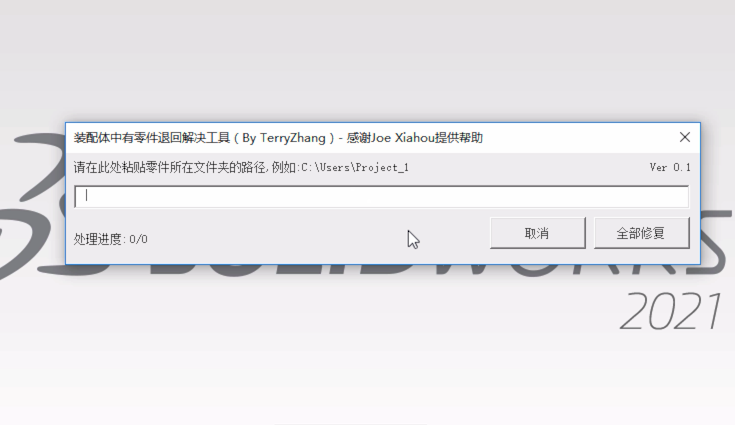 装配体中有零件退回解决工具（By TerryZhang）- 感谢Joe Xiahou提供帮助
请在此处粘贴零件所在文件夹的路径,例如:C:\Users\Project_1
Ver 0.1
处理进度: 0/0
取消
全部修复
SOLIDWORKS
2021